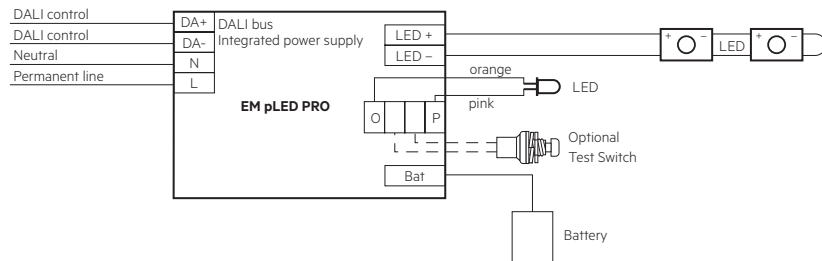 DALI control
DALI control
Neutral
Permanent line
DA+
DA-
N
L
DALI bus
Integrated power supply
EM pLED PRO
LED +
LED –
orange
pink
O
P
LED
Optional
Test Switch
Bat
Battery
+
–
LED
+
–